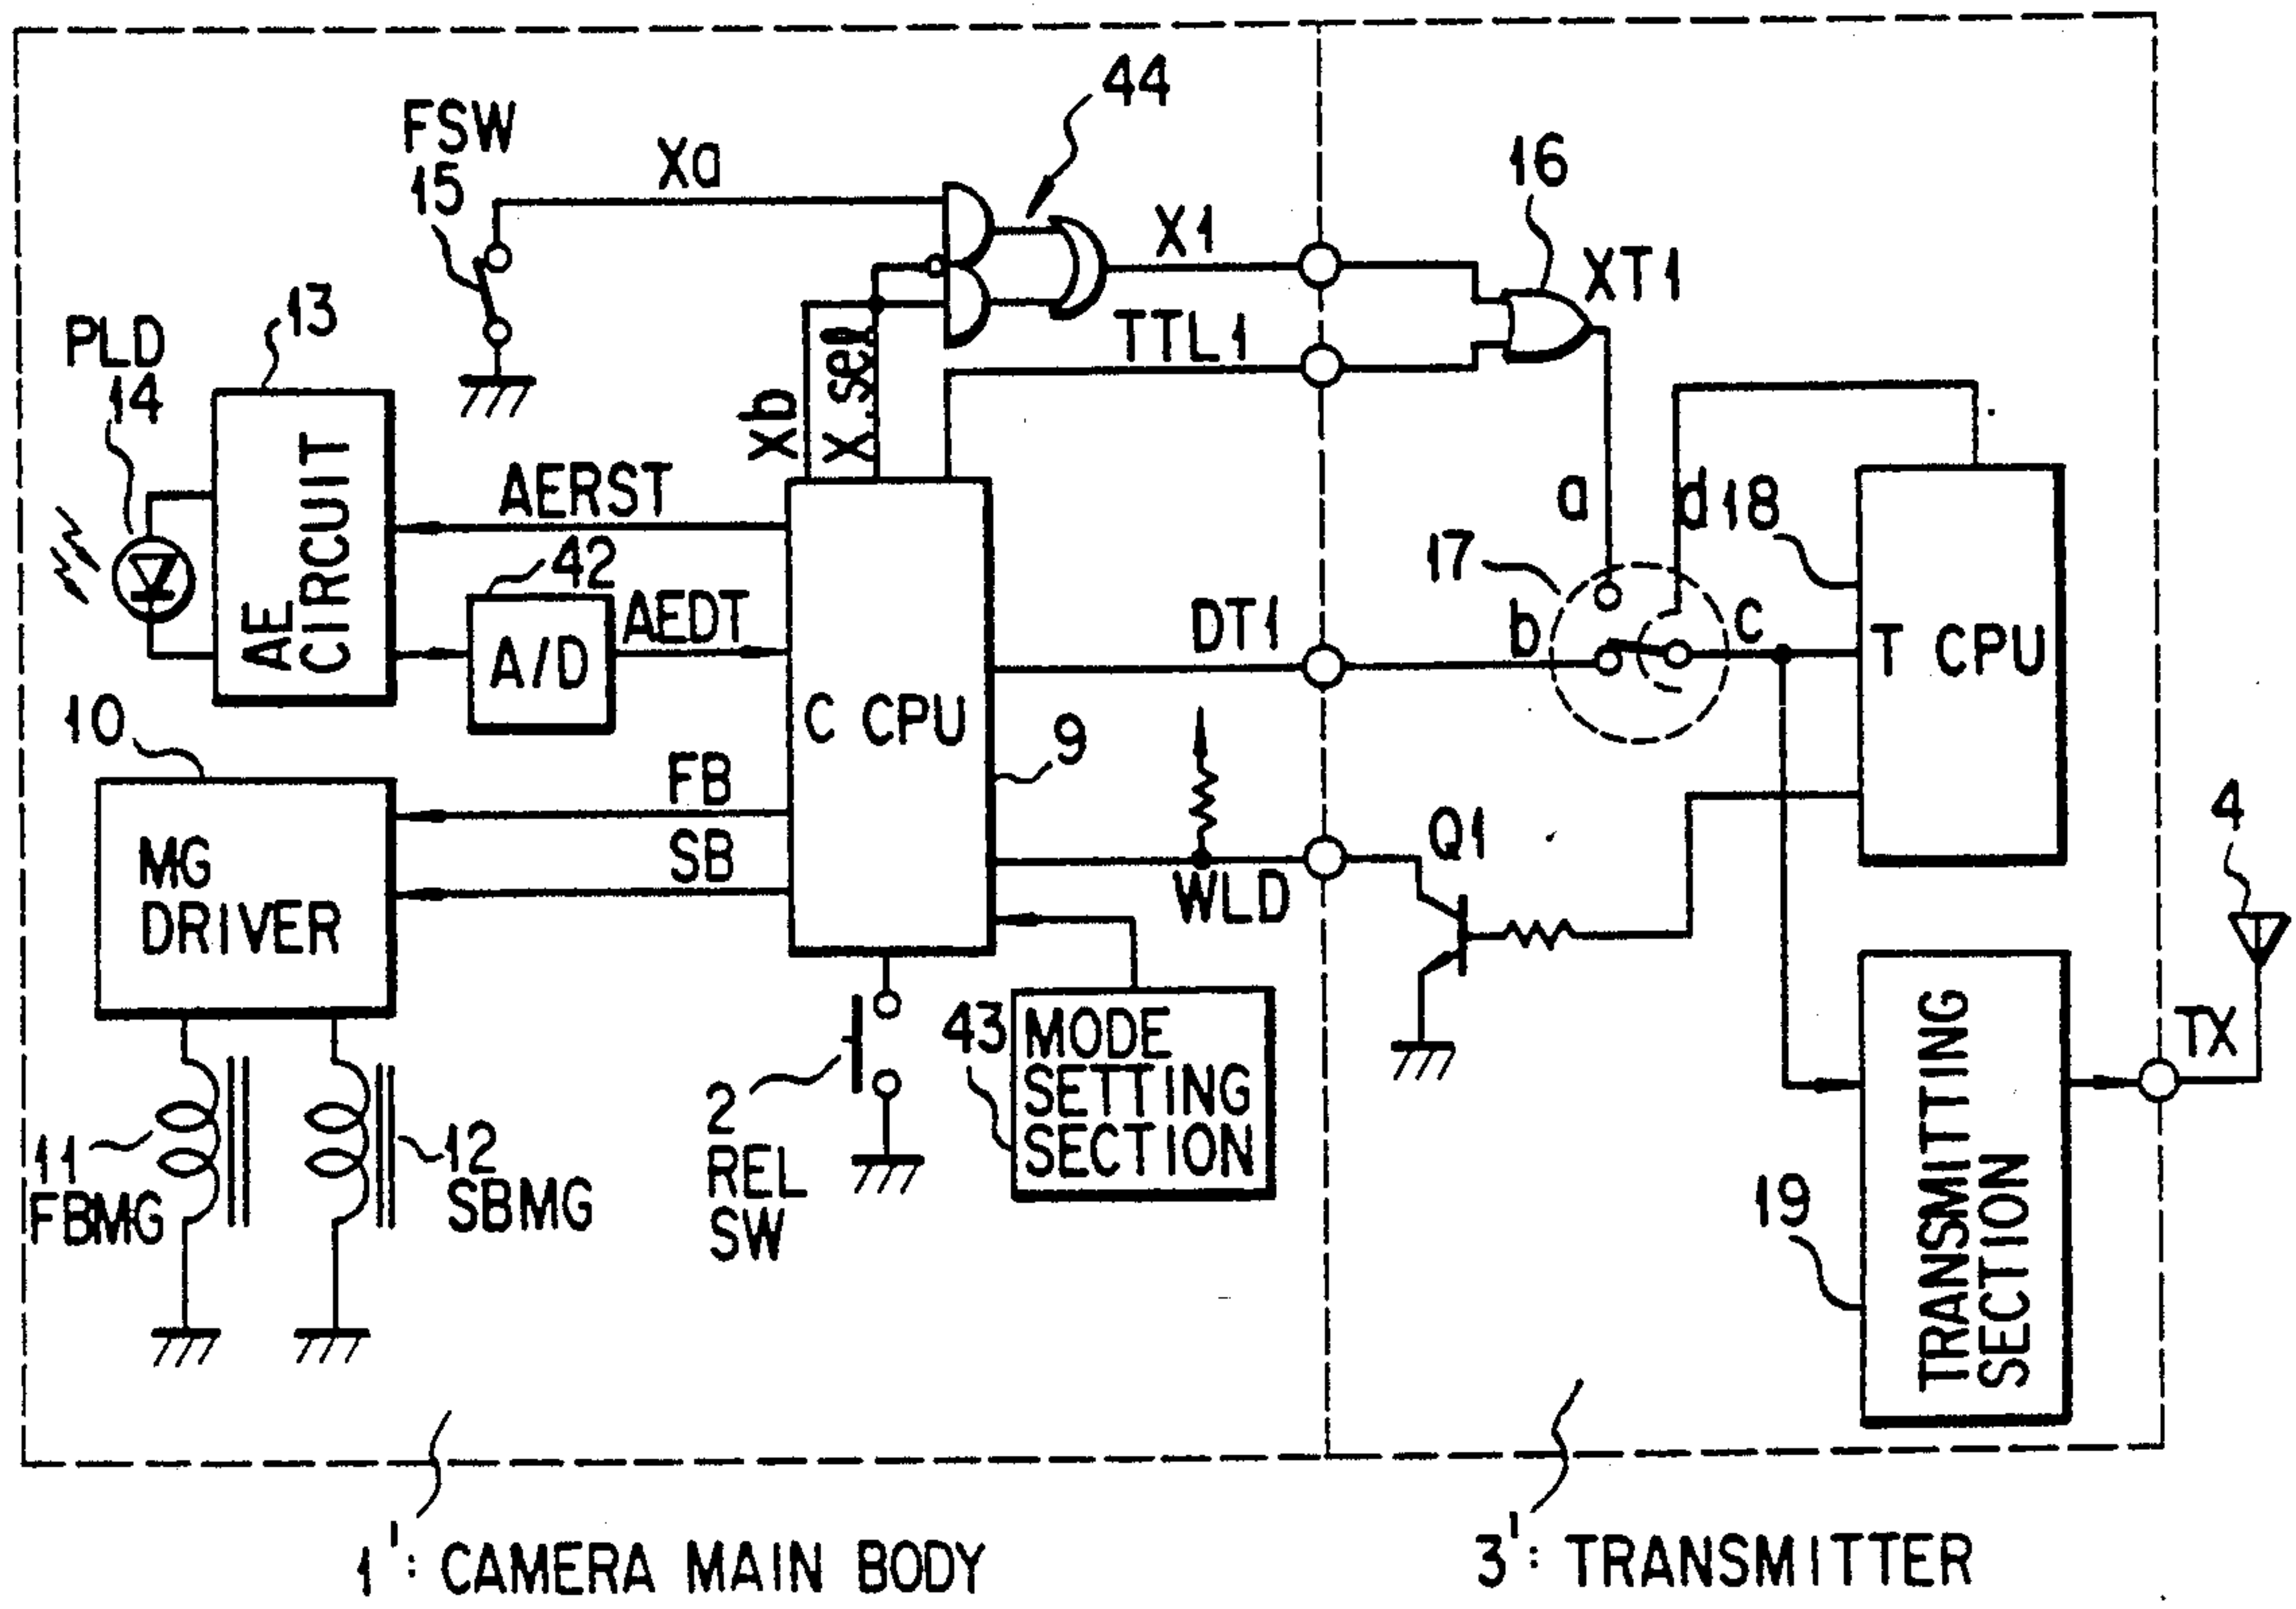 44
FSW
15
Xa
16
X1
XT1
13
PLD
14
TTL1
Xb
X.sel
AE
CIRCUIT
AERST
a
d
18
17
42
AEDT
A/D
DT1
b
c
T CPU
C CPU
10
9
FB
SB
MG
DRIVER
WLD
Q1
4
43
MODE
SETTING
SECTION
TX
TRANSMITTING
SECTION
2
REL
SW
11
FBMG
12
SBMG
19
1': CAMERA MAIN BODY
3': TRANSMITTER